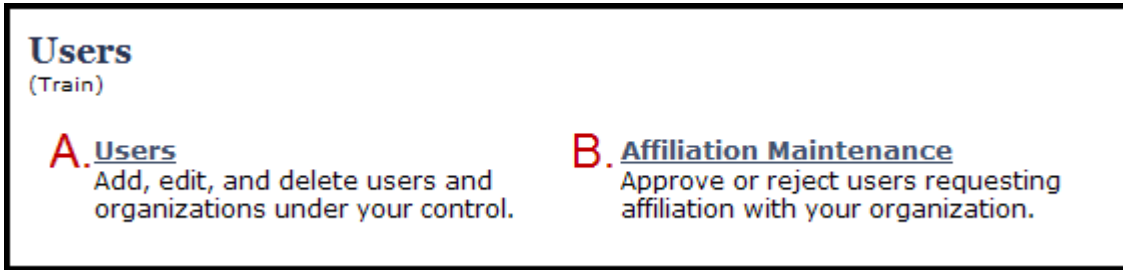 Users
(Train)
A. Users
Add, edit, and delete users and
organizations under your control.
B. Affiliation Maintenance
Approve or reject users requesting
affiliation with your organization.